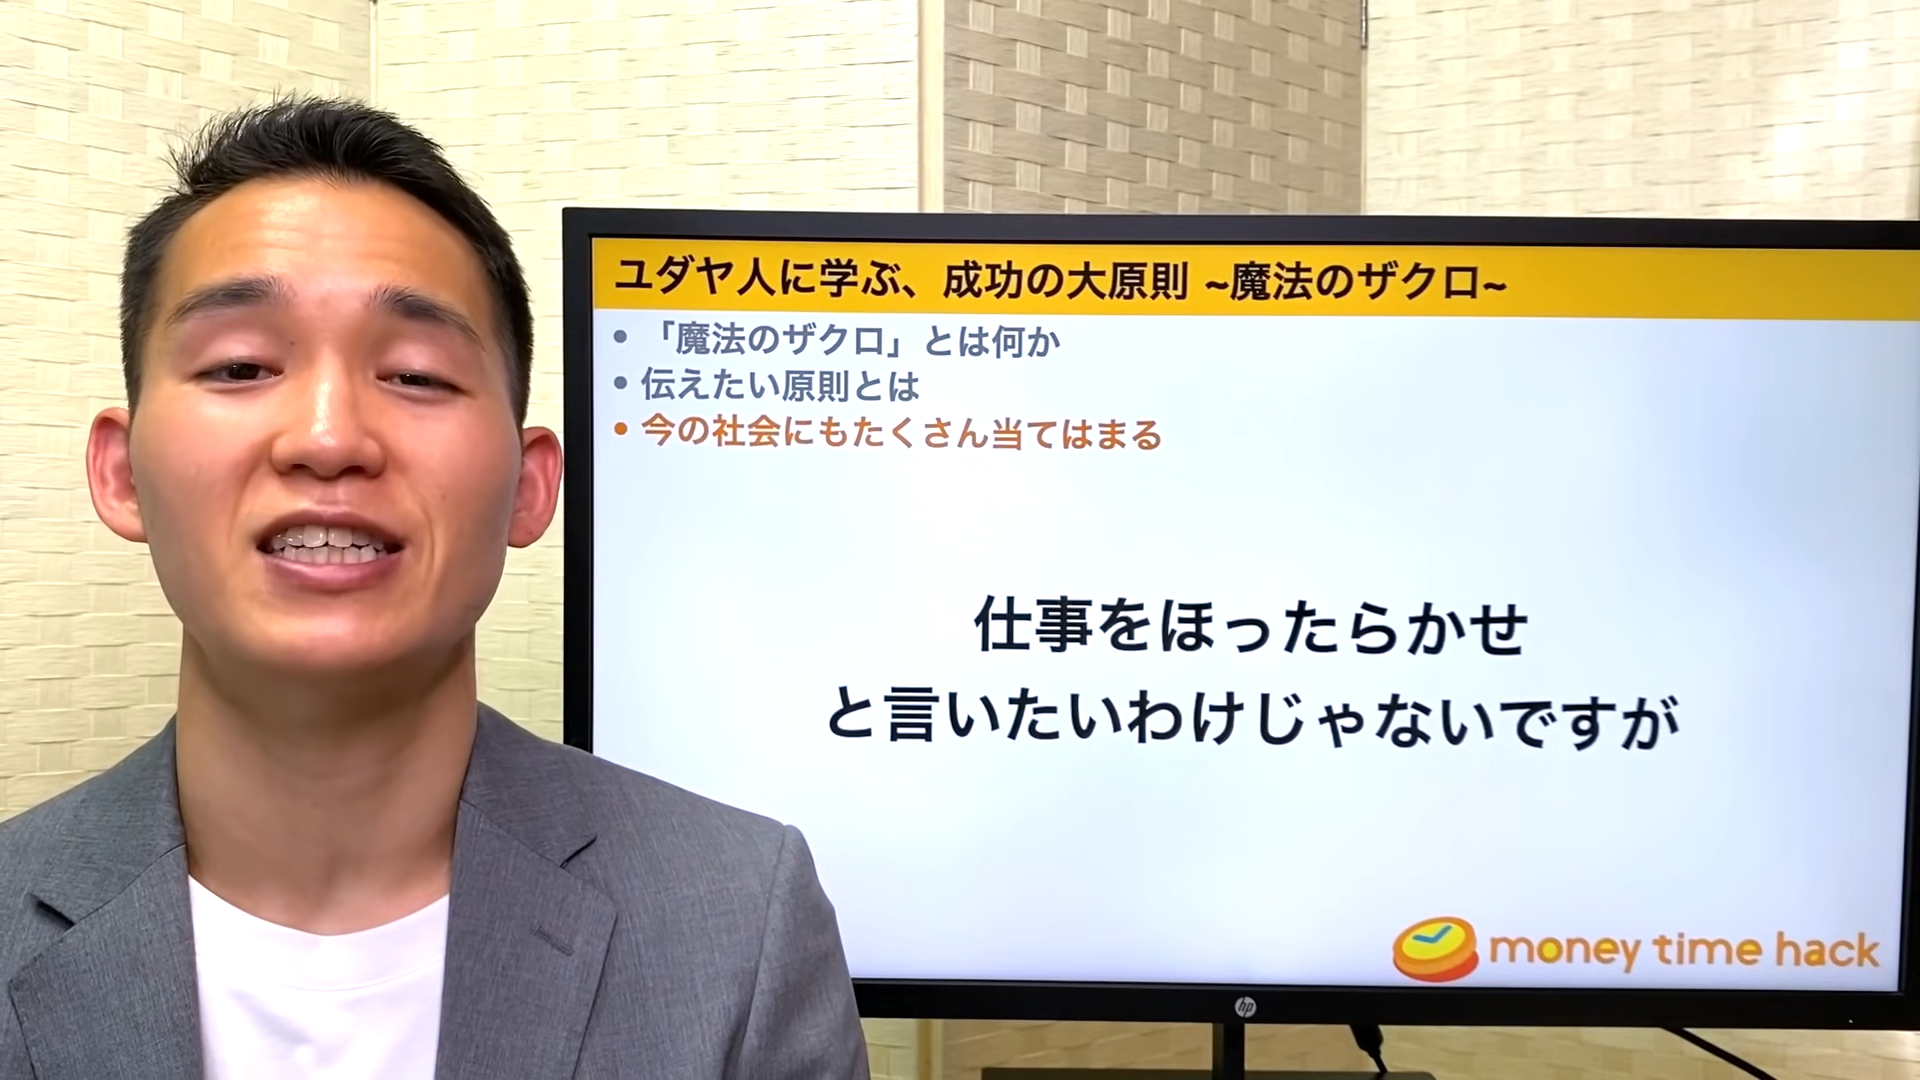 ユダヤ人に学ぶ、成功の大原則 ~魔法のザクロ~
• 「魔法のザクロ」とは何か
• 伝えたい原則とは
• 今の社会にもたくさん当てはまる
仕事をほったらかせ
と言いたいわけじゃないですが
money time hack
hp